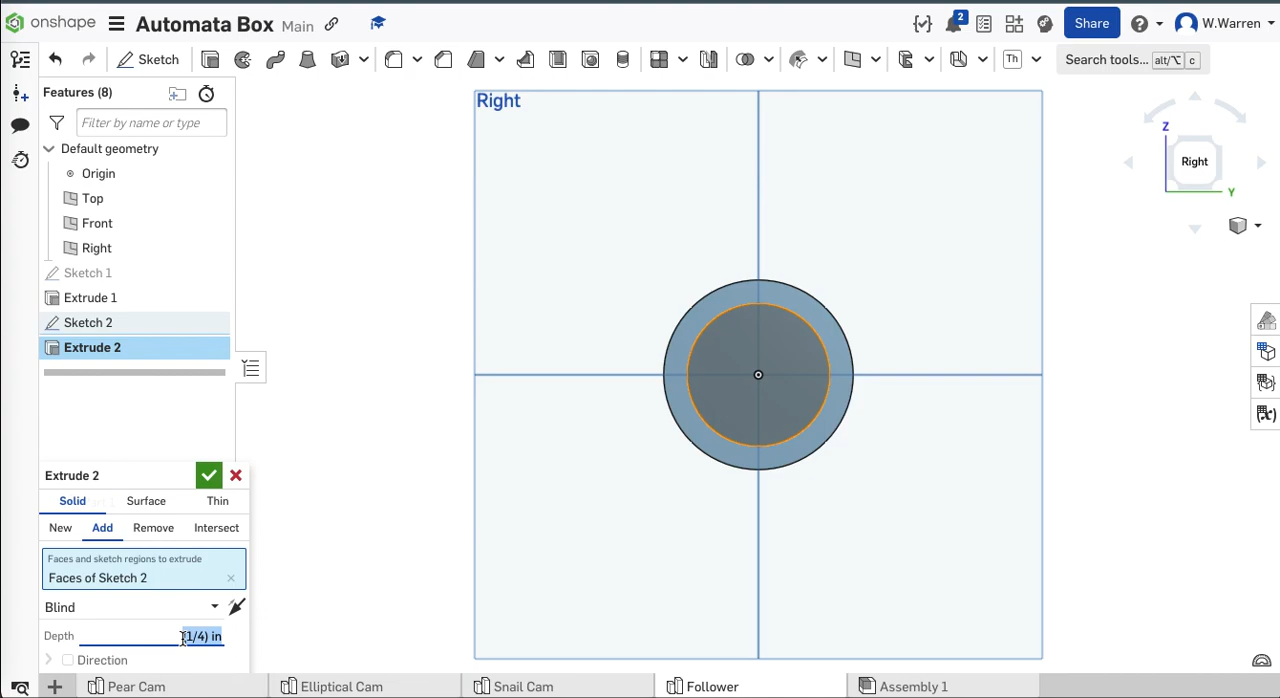 onshape Automata Box Main 2 Share W.Warren
Sketch Th Search tools... alt/⌥ c
Features (8)
Filter by name or type
Default geometry
Origin
Top
Front
Right
Sketch 1
Extrude 1
Sketch 2
Extrude 2
Right
Z
Right
Y
Extrude 2
Solid Surface Thin
New Add Remove Intersect
Faces and sketch regions to extrude
Faces of Sketch 2
Blind
Depth (1/4) in
Direction
Pear Cam Elliptical Cam Snail Cam Follower Assembly 1